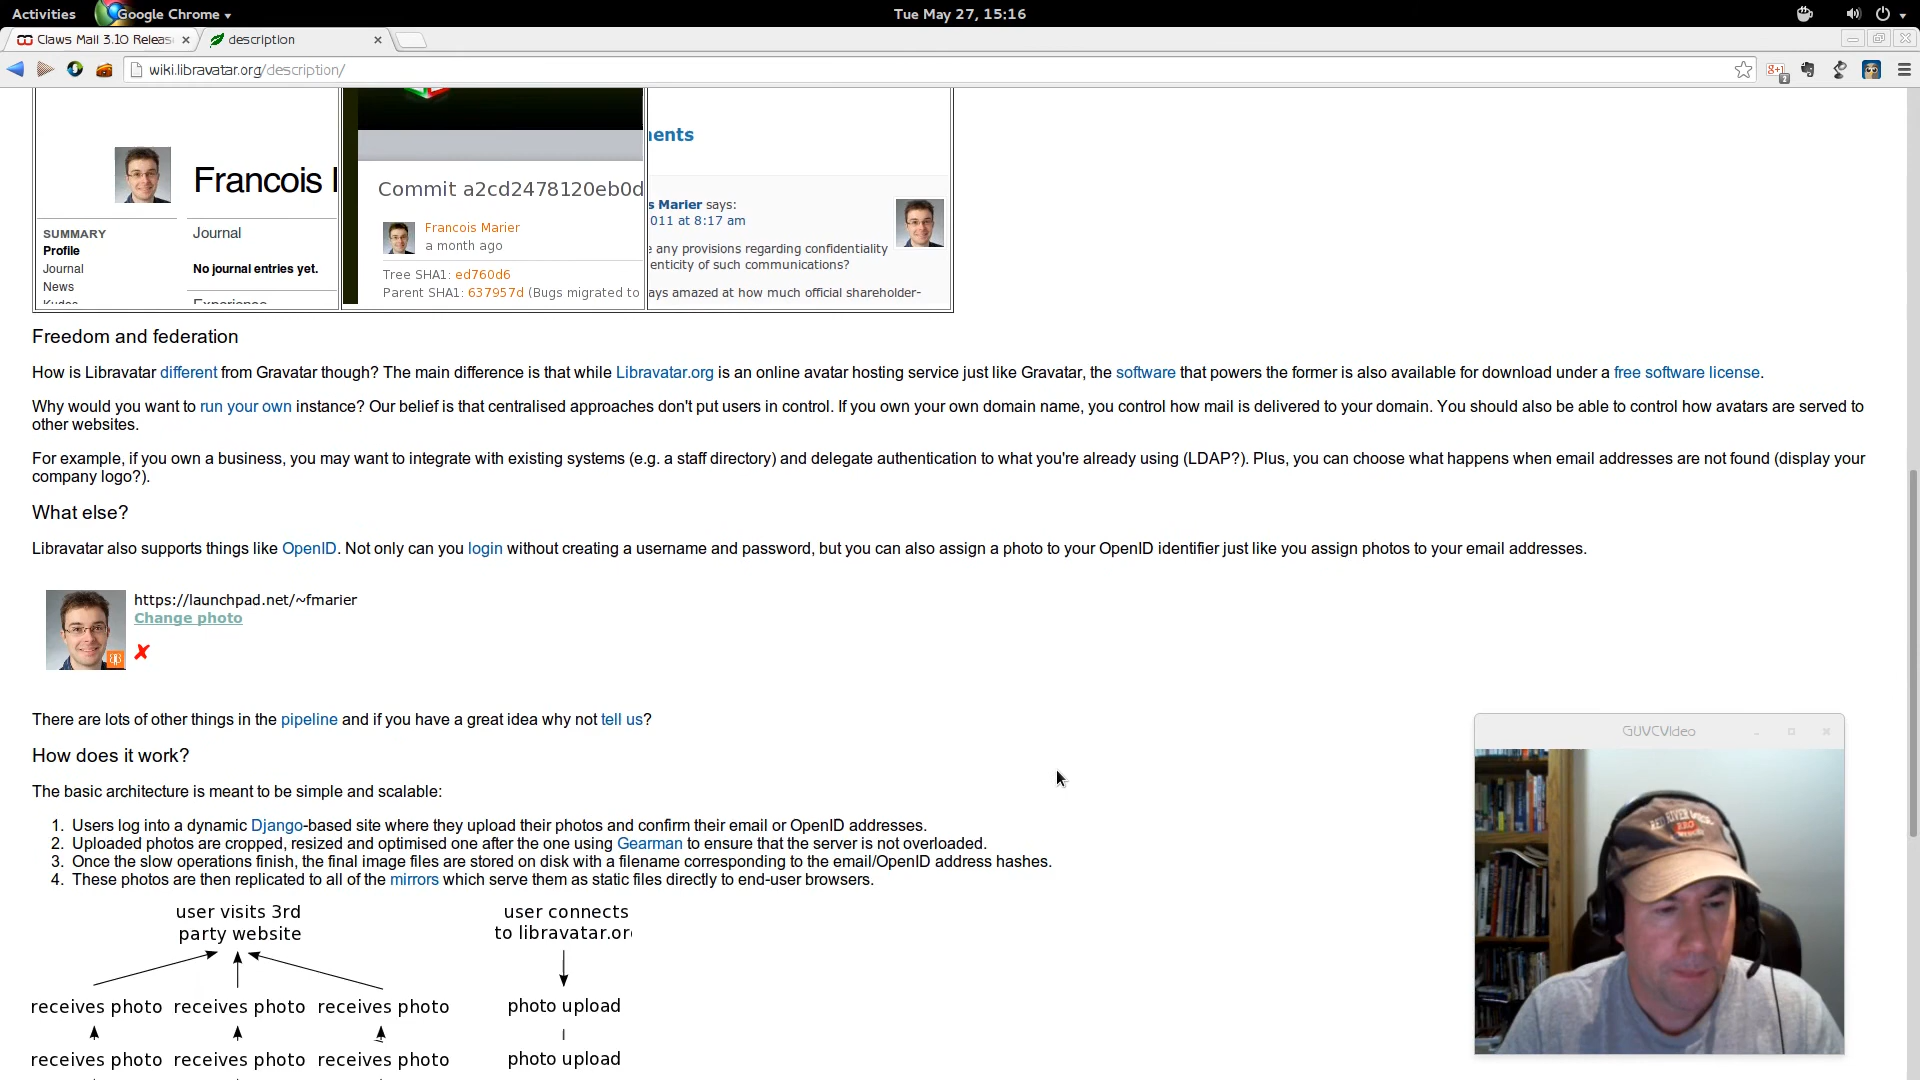 Activities Google Chrome Tue May 27, 15:16
Claws Mail 3.10 Releas description
wiki.libravatar.org/description/
Francois
SUMMARY
Profile
Journal
News
Journal
No journal entries yet.
Experience
Commit a2cd2478120eb0d
Francois Marier
a month ago
Tree SHA1: ed760d6
Parent SHA1: 637957d (Bugs migrated to
ents
s Marier says:
011 at 8:17 am
e any provisions regarding confidentiality
enticity of such communications?
ays amazed at how much official shareholder-
Freedom and federation
How is Libravatar different from Gravatar though? The main difference is that while Libravatar.org is an online avatar hosting service just like Gravatar, the software that powers the former is also available for download under a free software license.
Why would you want to run your own instance? Our belief is that centralised approaches don't put users in control. If you own your own domain name, you control how mail is delivered to your domain. You should also be able to control how avatars are served to
other websites.
For example, if you own a business, you may want to integrate with existing systems (e.g. a staff directory) and delegate authentication to what you're already using (LDAP?). Plus, you can choose what happens when email addresses are not found (display your
company logo?).
What else?
Libravatar also supports things like OpenID. Not only can you login without creating a username and password, but you can also assign a photo to your OpenID identifier just like you assign photos to your email addresses.
https://launchpad.net/~fmarier
Change photo
There are lots of other things in the pipeline and if you have a great idea why not tell us?
How does it work?
The basic architecture is meant to be simple and scalable:
1. Users log into a dynamic Django-based site where they upload their photos and confirm their email or OpenID addresses.
2. Uploaded photos are cropped, resized and optimised one after the one using Gearman to ensure that the server is not overloaded.
3. Once the slow operations finish, the final image files are stored on disk with a filename corresponding to the email/OpenID address hashes.
4. These photos are then replicated to all of the mirrors which serve them as static files directly to end-user browsers.
user visits 3rd
party website
user connects
to libravatar.or
receives photo receives photo receives photo photo upload
receives photo receives photo receives photo photo upload
GUVCVideo